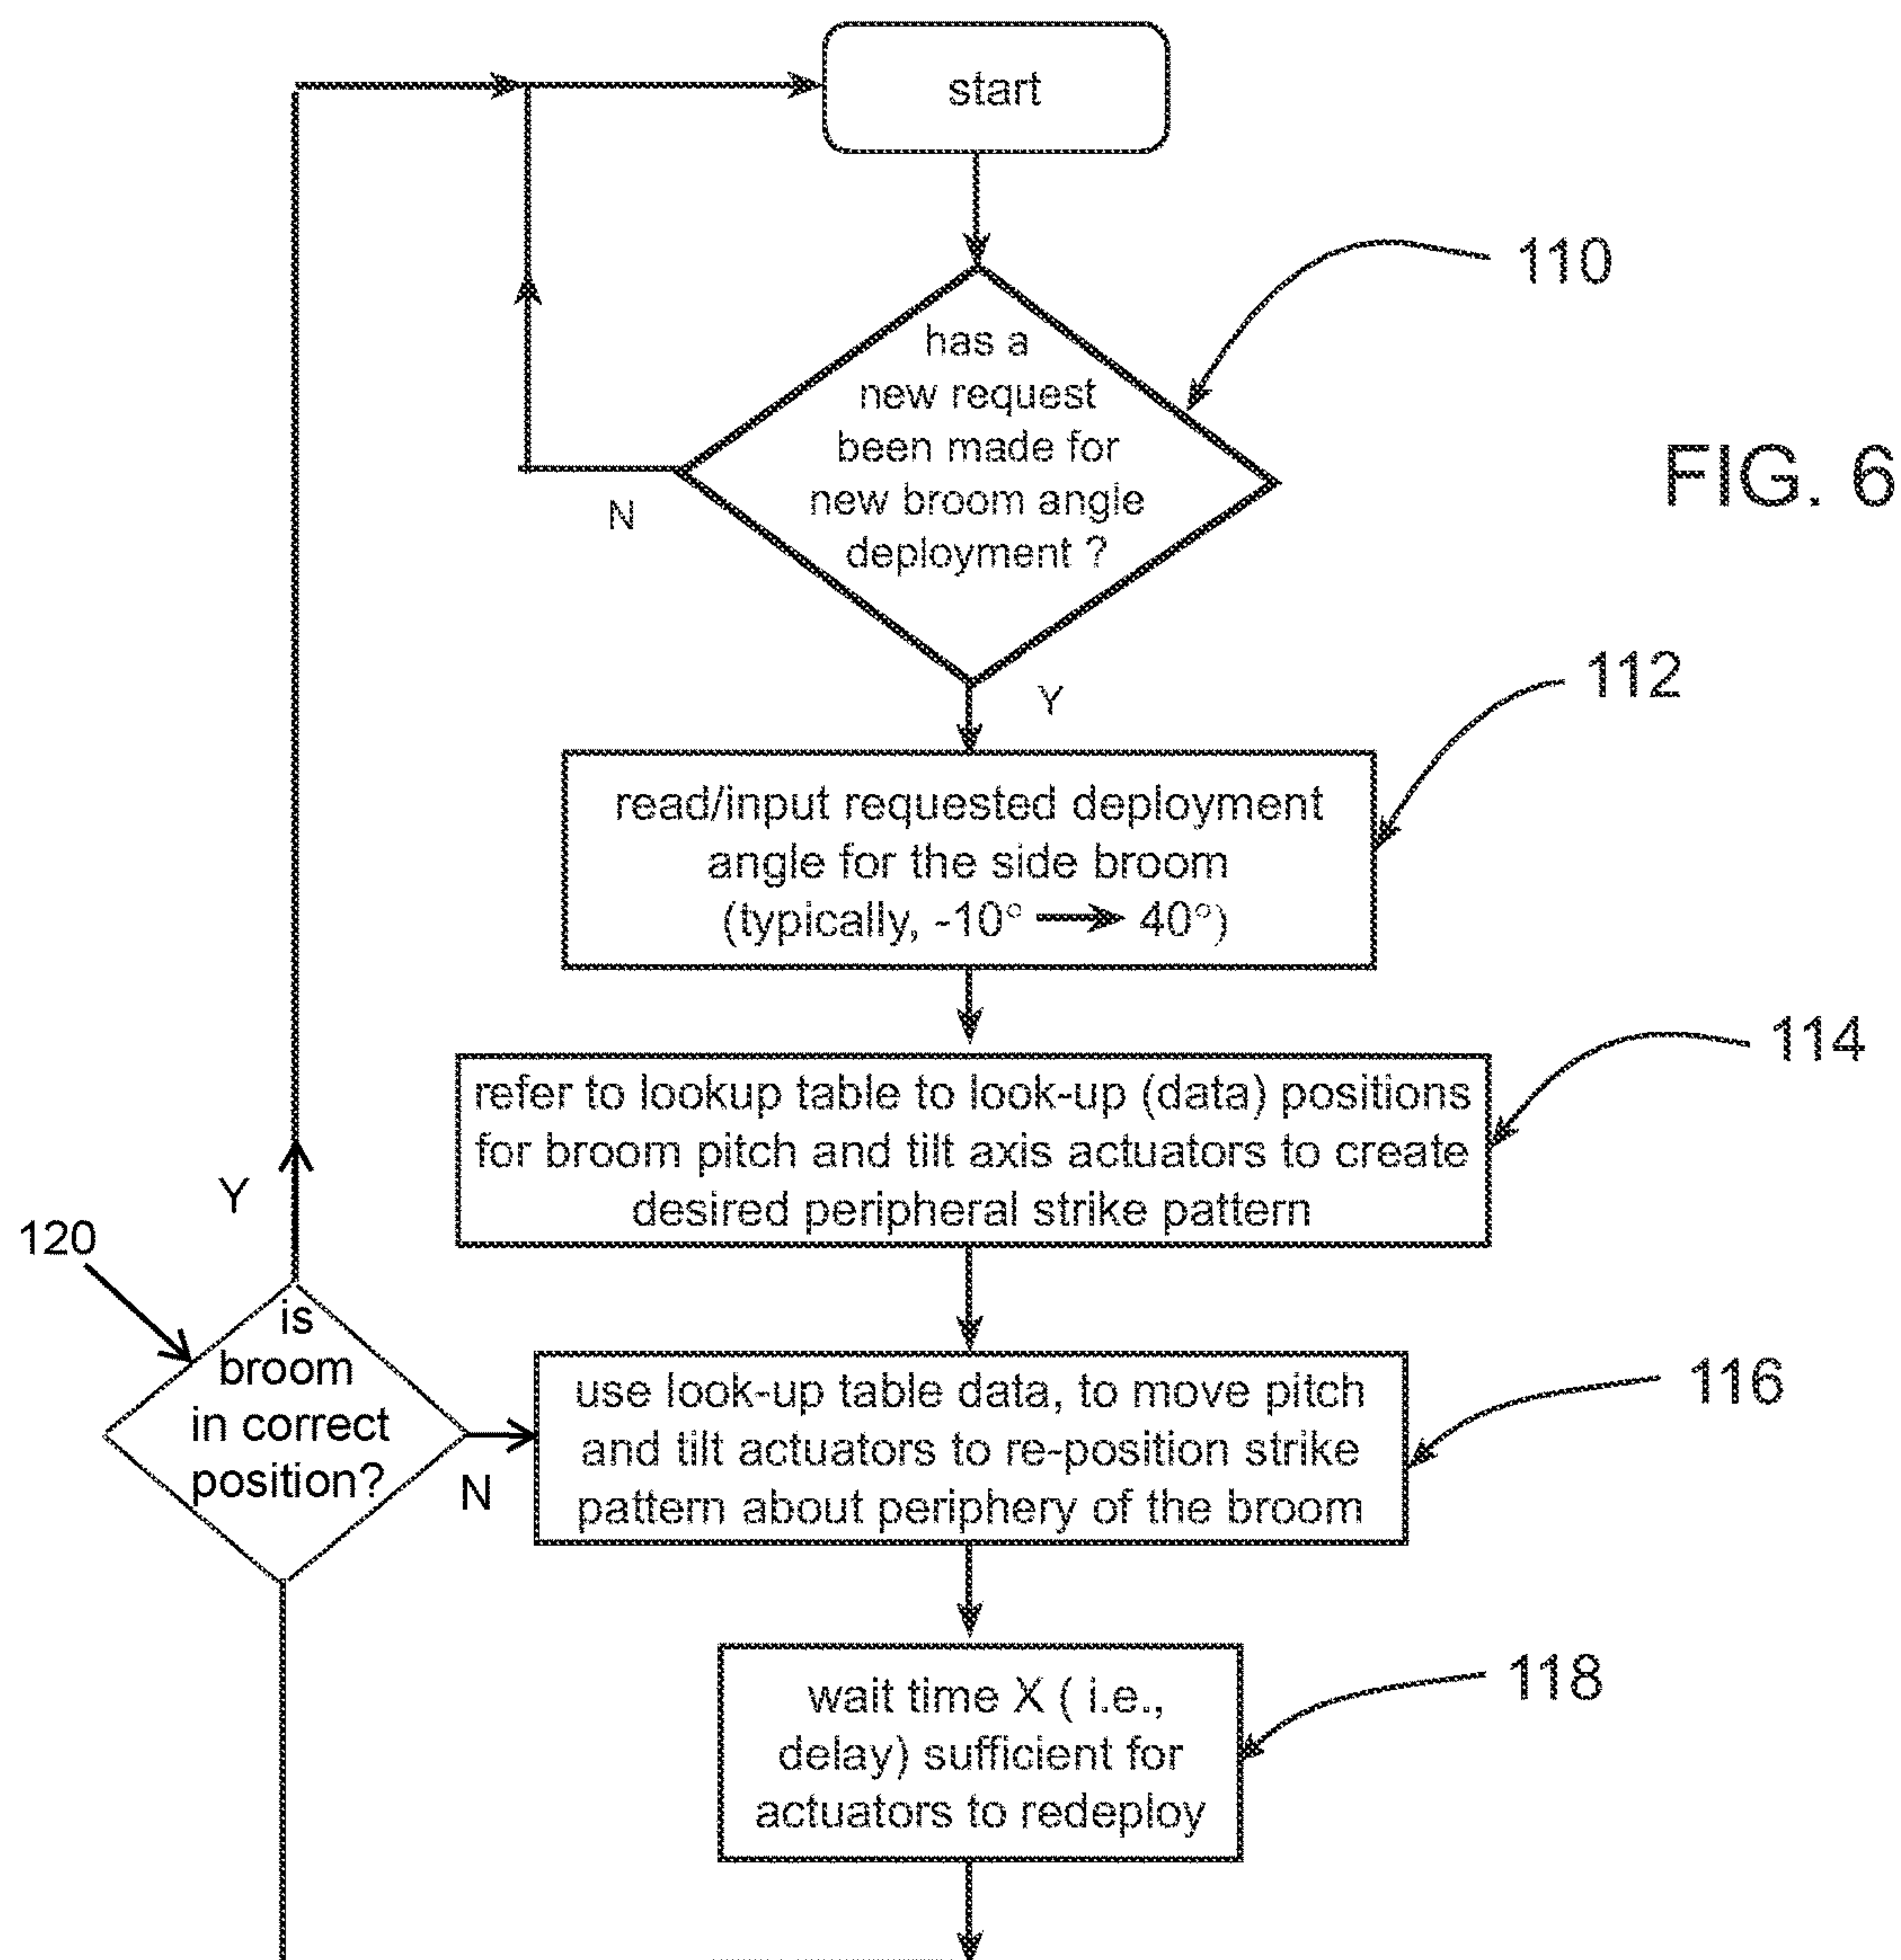 start
110
has a
new request
been made for
new broom angle
deployment ?
N
FIG. 6
Y
112
read/input requested deployment
angle for the side broom
(typically, -10° → 40°)
114
refer to lookup table to look-up (data) positions
for broom pitch and tilt axis actuators to create
desired peripheral strike pattern
Y
120
is
broom
in correct
position?
N
116
use look-up table data, to move pitch
and tilt actuators to re-position strike
pattern about periphery of the broom
118
wait time X ( i.e.,
delay) sufficient for
actuators to redeploy